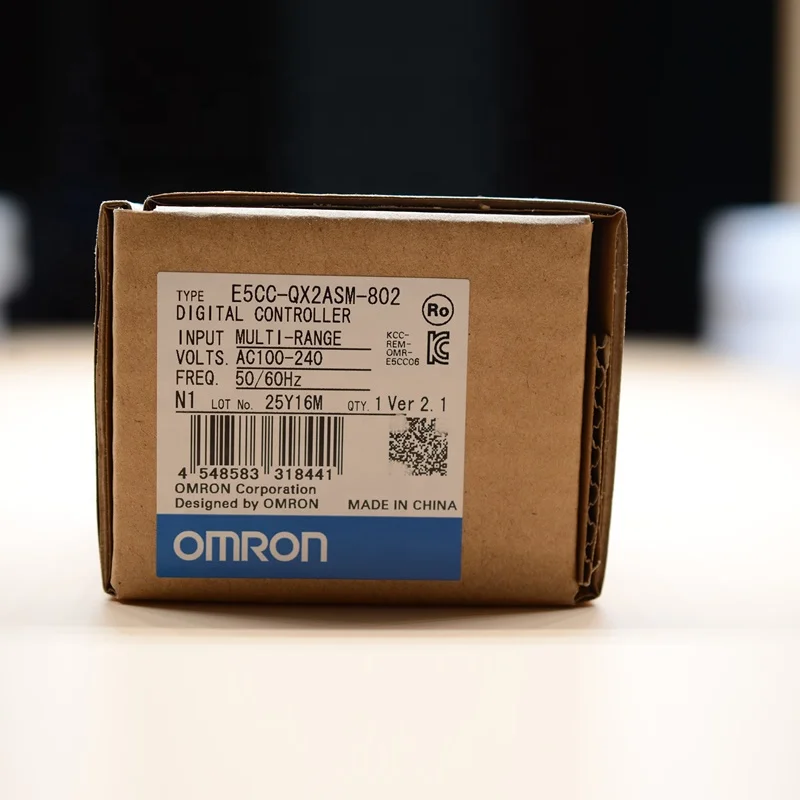 TYPE E5CC-QX2ASM-802
DIGITAL CONTROLLER
Ro
INPUT MULTI-RANGE
VOLTS. AC100-240
FREQ. 50/60Hz
KCC-
REM-
OMR-
E5CC06
N1 LOT No. 25Y16M QTY. 1 Ver 2.1
4 548583 318441
OMRON Corporation
Designed by OMRON MADE IN CHINA
OMRON